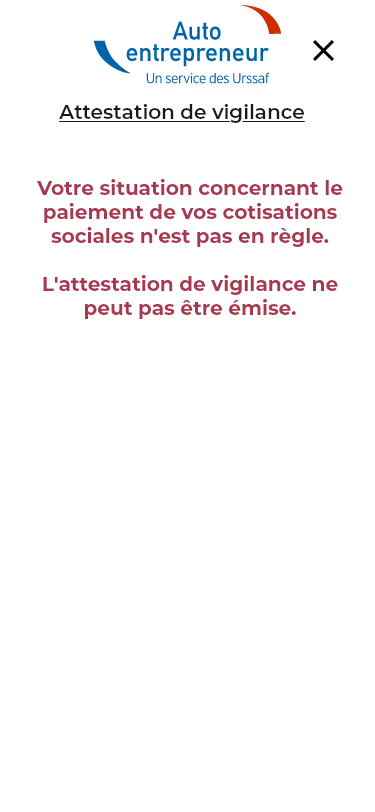 Auto
entrepreneur
Un service des Urssaf
Attestation de vigilance
Votre situation concernant le
paiement de vos cotisations
sociales n'est pas en règle.
L'attestation de vigilance ne
peut pas être émise.